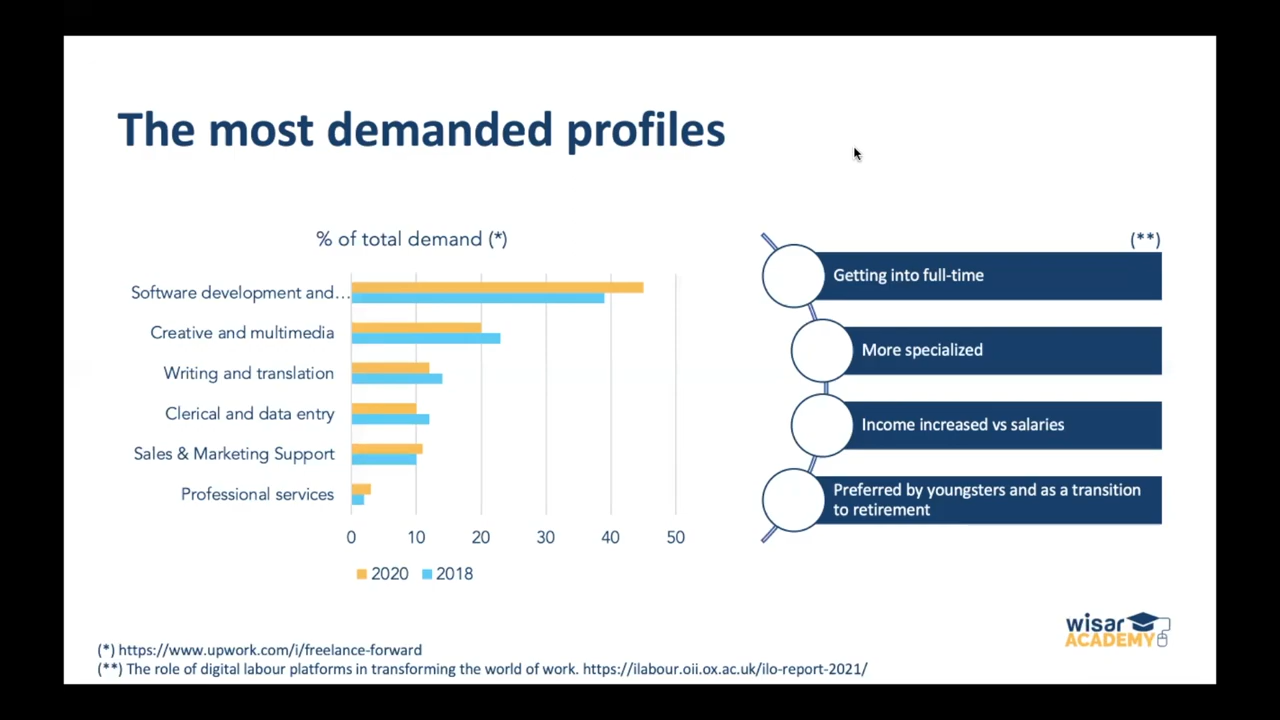 The most demanded profiles
% of total demand (*)
Software development and…
Creative and multimedia
Writing and translation
Clerical and data entry
Sales & Marketing Support
Professional services
0 10 20 30 40 50
2020 2018
(**)
Getting into full-time
More specialized
Income increased vs salaries
Preferred by youngsters and as a transition
to retirement
wisar
ACADEMY
(*) https://www.upwork.com/i/freelance-forward
(**) The role of digital labour platforms in transforming the world of work. https://ilabour.oii.ox.ac.uk/ilo-report-2021/